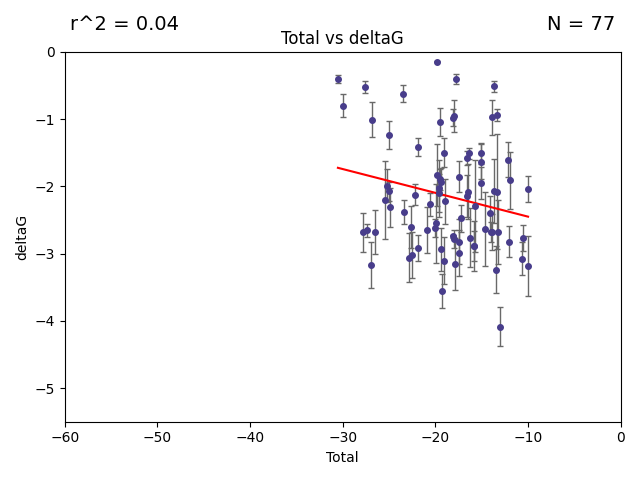 r^2 = 0.04
N = 77
Total vs deltaG
deltaG
0
−1
−2
−3
−4
−5
−60
−50
−40
−30
−20
−10
0
Total